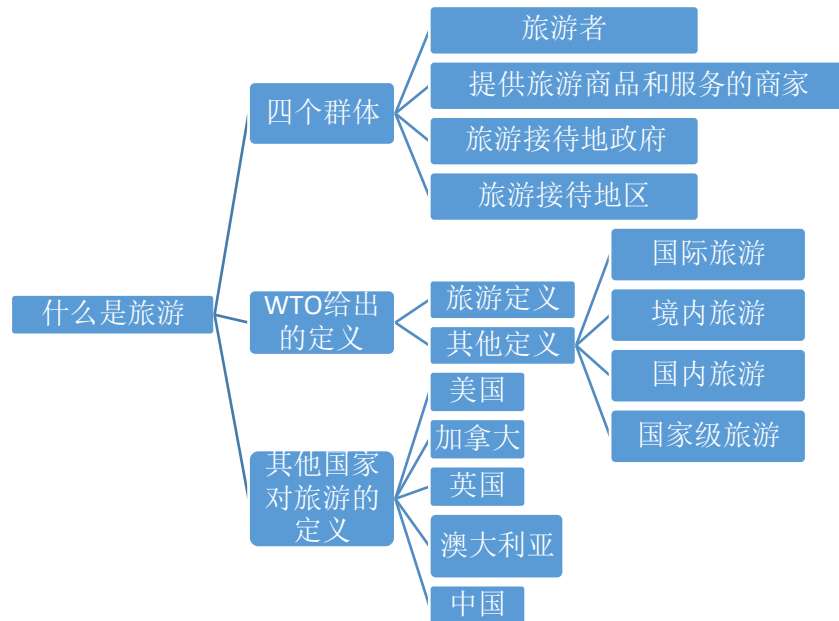 什么是旅游
四个群体
旅游者
提供旅游商品和服务的商家
旅游接待地政府
旅游接待地区
WTO给出
的定义
旅游定义
其他定义
国际旅游
境内旅游
国内旅游
国家级旅游
其他国家
对旅游的
定义
美国
加拿大
英国
澳大利亚
中国